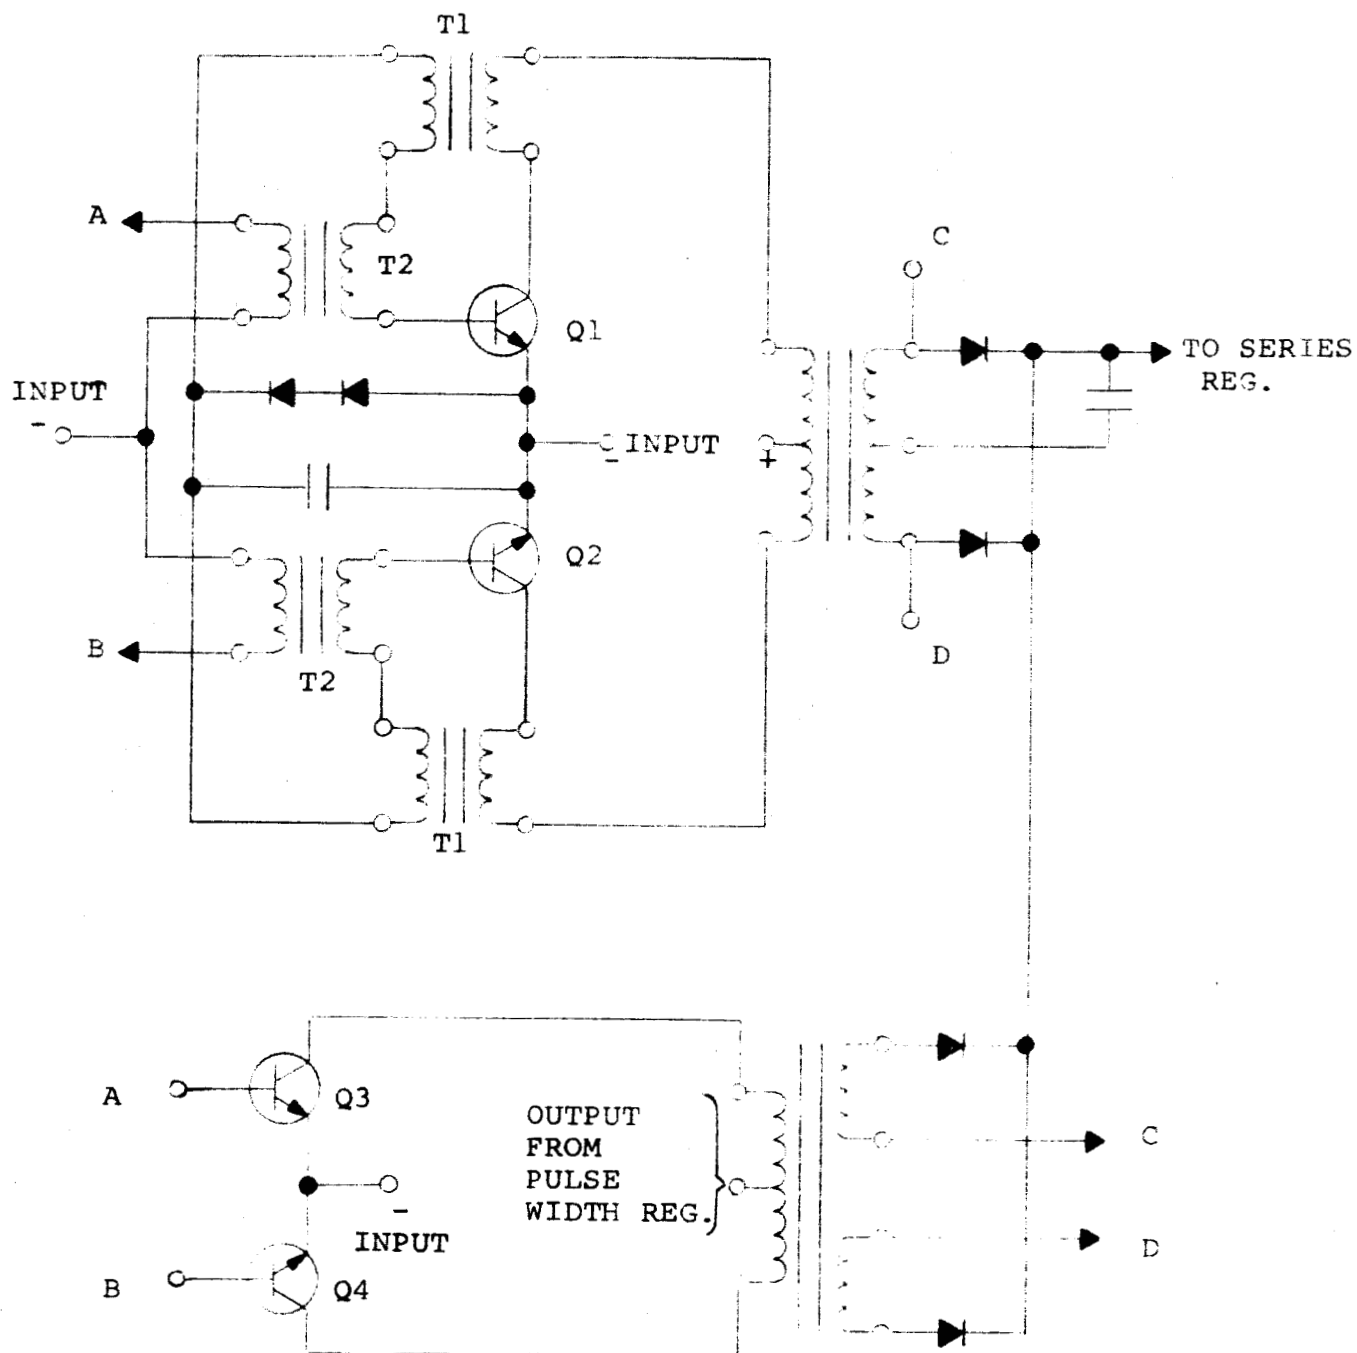 T1
A
T2
C
Q1
TO SERIES
REG.
INPUT
-
INPUT
-
+
Q2
B
T2
D
T1
A
Q3
OUTPUT
FROM
PULSE
WIDTH REG.
C
-
INPUT
D
B
Q4